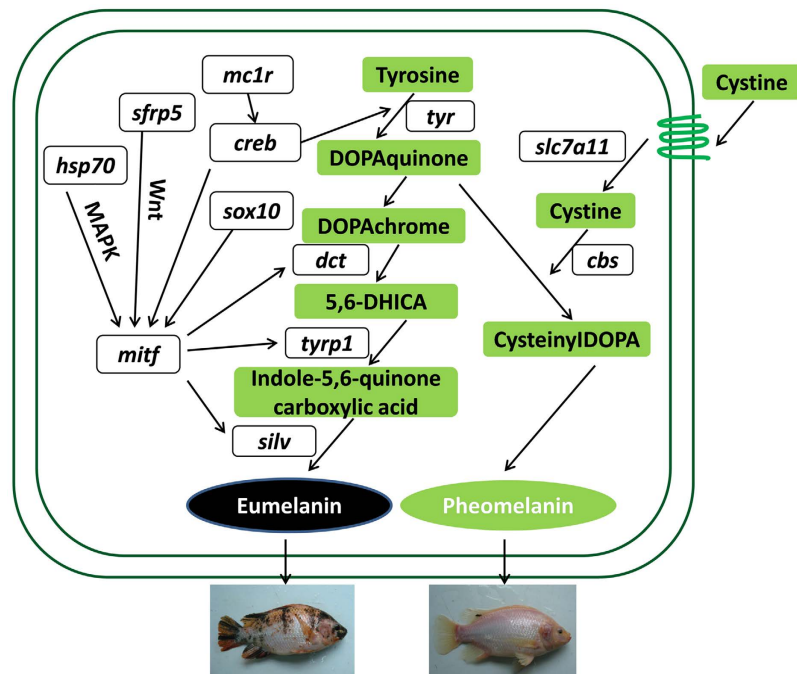 mc1r
Tyrosine
Cystine
sfrp5
tyr
creb
slc7a11
hsp70
DOPAquinone
Wnt
MAPK
sox10
Cystine
DOPAchrome
dct
cbs
5,6-DHICA
mitf
tyrp1
CysteinylDOPA
Indole-5,6-quinone
carboxylic acid
silv
Eumelanin
Pheomelanin